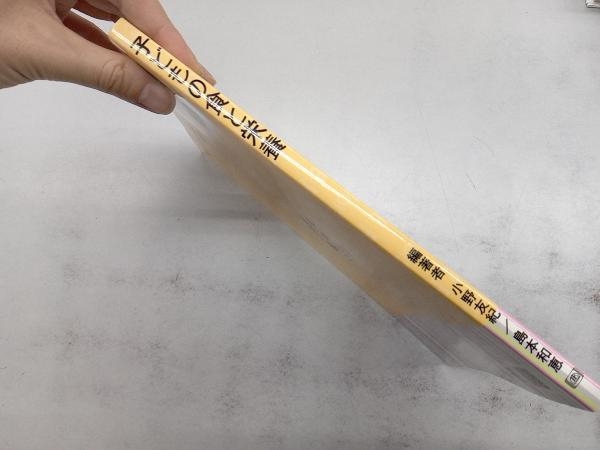 子どもの食と栄養
編著者 小野友紀／島本和恵